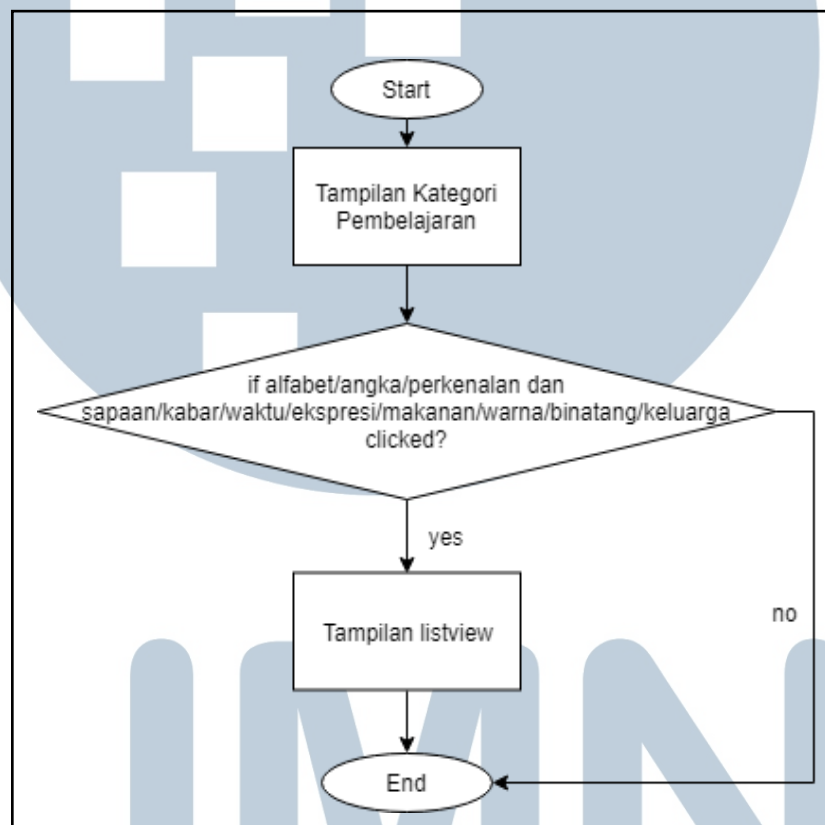 Start
Tampilan Kategori
Pembelajaran
if alfabet/angka/perkenalan dan
sapaan/kabar/waktu/ekspresi/makanan/warna/binatang/keluarga
clicked?
yes
Tampilan listview
no
End